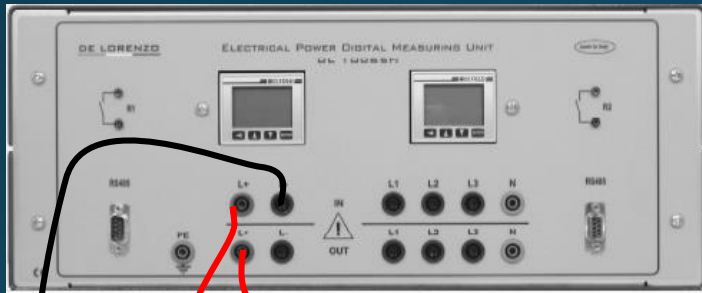 DE LORENZO
ELECTRICAL POWER DIGITAL MEASURING UNIT
R1
R2
RS485
L+
IN
L1 L2 L3 N
RS485
PE
L+ L-
OUT
L1 L2 L3 N